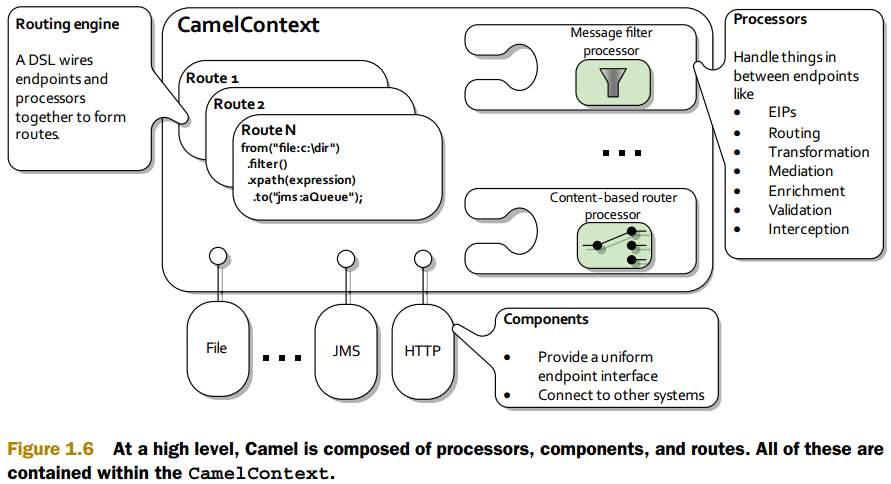 Routing engine
A DSL wires
endpoints and
processors
together to form
routes.
CamelContext
Route 1
Route 2
Route N
from("file:c:\dir")
.filter()
.xpath(expression)
.to("jms:aQueue");
Message filter
processor
Content-based router
processor
Processors
Handle things in
between endpoints
like
• EIPs
• Routing
• Transformation
• Mediation
• Enrichment
• Validation
• Interception
File
JMS
HTTP
Components
• Provide a uniform
endpoint interface
• Connect to other systems
Figure 1.6 At a high level, Camel is composed of processors, components, and routes. All of these are
contained within the CamelContext.